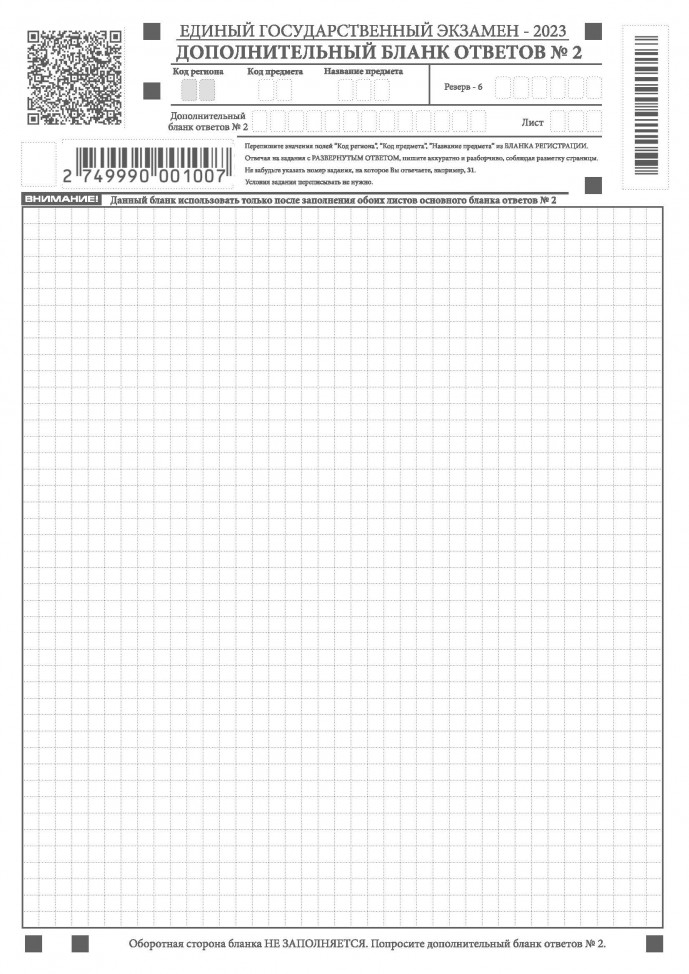 ЕДИНЫЙ ГОСУДАРСТВЕННЫЙ ЭКЗАМЕН - 2023
ДОПОЛНИТЕЛЬНЫЙ БЛАНК ОТВЕТОВ № 2
Код региона Код предмета Название предмета
Резерв - 6
Дополнительный
бланк ответов № 2
Лист
2 749990 001007
Перепишите значения полей "Код региона", "Код предмета", "Название предмета" из БЛАНКА РЕГИСТРАЦИИ.
Отвечая на задания с РАЗВЕРНУТЫМ ОТВЕТОМ, пишите аккуратно и разборчиво, соблюдая разметку страницы.
Не забудьте указать номер задания, на которое Вы отвечаете, например, 31.
Условия задания переписывать не нужно.
ВНИМАНИЕ! Данный бланк использовать только после заполнения обоих листов основного бланка ответов № 2
Оборотная сторона бланка НЕ ЗАПОЛНЯЕТСЯ. Попросите дополнительный бланк ответов № 2.